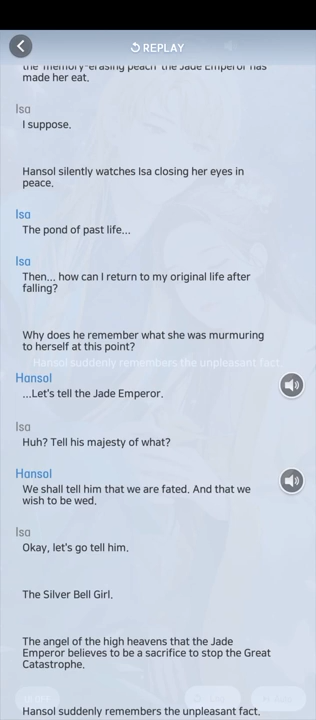 REPLAY
the "memory-erasing peach" the Jade Emperor has
made her eat.
Isa
I suppose.
Hansol silently watches Isa closing her eyes in
peace.
Isa
The pond of past life...
Isa
Then... how can I return to my original life after
falling?
Why does he remember what she was murmuring
to herself at this point?
Hansol suddenly remembers the unpleasant fact.
Hansol
...Let's tell the Jade Emperor.
Isa
Huh? Tell his majesty of what?
Hansol
We shall tell him that we are fated. And that we
wish to be wed.
Isa
Okay, let's go tell him.
The Silver Bell Girl.
The angel of the high heavens that the Jade
Emperor believes to be a sacrifice to stop the Great
Catastrophe.
Hansol suddenly remembers the unpleasant fact.